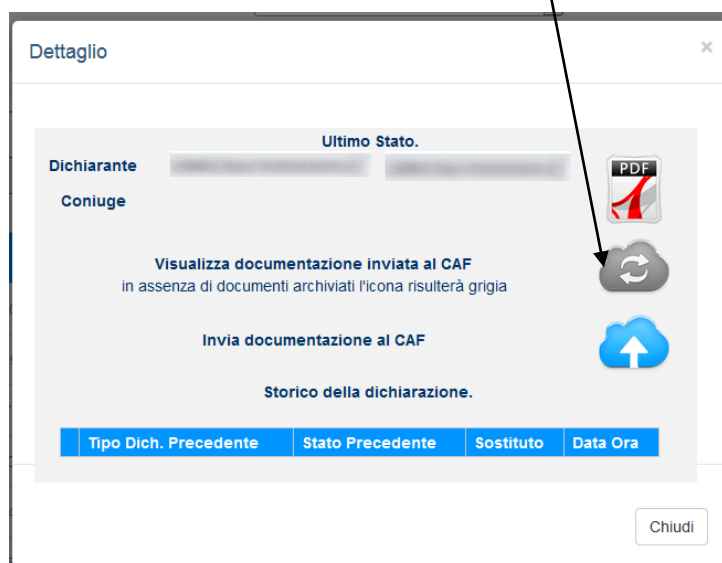 Dettaglio
×
Ultimo Stato.
Dichiarante
PDF
Coniuge
Visualizza documentazione inviata al CAF
in assenza di documenti archiviati l'icona risulterà grigia
Invia documentazione al CAF
Storico della dichiarazione.
Tipo Dich. Precedente Stato Precedente Sostituto Data Ora
Chiudi